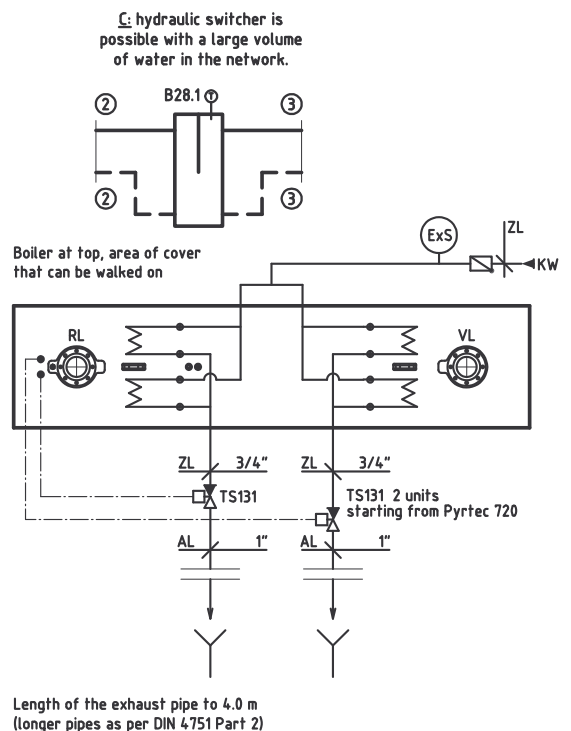 C: hydraulic switcher is
possible with a large volume
of water in the network.
B28.1 T
2 3
2 3
ExS
ZL
KW
Boiler at top, area of cover
that can be walked on
RL VL
ZL 3/4" ZL 3/4"
TS131
TS131 2 units
starting from Pyrtec 720
AL 1" AL 1"
Length of the exhaust pipe to 4.0 m
(longer pipes as per DIN 4751 Part 2)